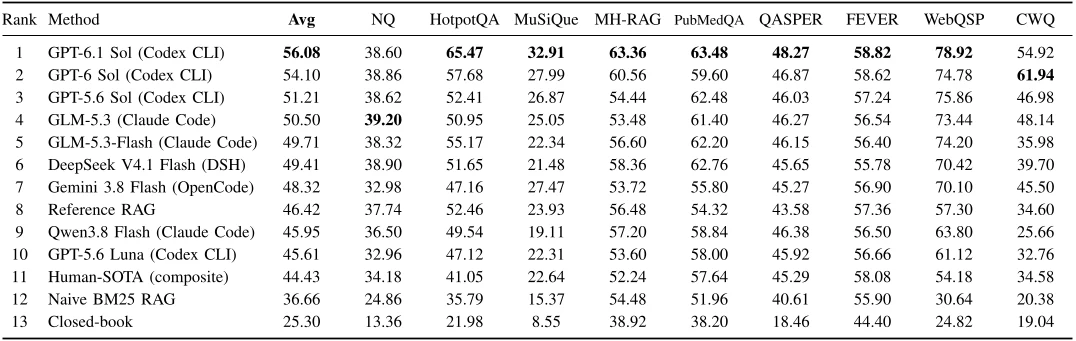 Rank Method Avg NQ HotpotQA MuSiQue MH-RAG PubMedQA QASPER FEVER WebQSP CWQ
1 GPT-6.1 Sol (Codex CLI) 56.08 38.60 65.47 32.91 63.36 63.48 48.27 58.82 78.92 54.92
2 GPT-6 Sol (Codex CLI) 54.10 38.86 57.68 27.99 60.56 59.60 46.87 58.62 74.78 61.94
3 GPT-5.6 Sol (Codex CLI) 51.21 38.62 52.41 26.87 54.44 62.48 46.03 57.24 75.86 46.98
4 GLM-5.3 (Claude Code) 50.50 39.20 50.95 25.05 53.48 61.40 46.27 56.54 73.44 48.14
5 GLM-5.3-Flash (Claude Code) 49.71 38.32 55.17 22.34 56.60 62.20 46.15 56.40 74.20 35.98
6 DeepSeek V4.1 Flash (DSH) 49.41 38.90 51.65 21.48 58.36 62.76 45.65 55.78 70.42 39.70
7 Gemini 3.8 Flash (OpenCode) 48.32 32.98 47.16 27.47 53.72 55.80 45.27 56.90 70.10 45.50
8 Reference RAG 46.42 37.74 52.46 23.93 56.48 54.32 43.58 57.36 57.30 34.60
9 Qwen3.8 Flash (Claude Code) 45.95 36.50 49.54 19.11 57.20 58.84 46.38 56.50 63.80 25.66
10 GPT-5.6 Luna (Codex CLI) 45.61 32.96 47.12 22.31 53.60 58.00 45.92 56.66 61.12 32.76
11 Human-SOTA (composite) 44.43 34.18 41.05 22.64 52.24 57.64 45.29 58.08 54.18 34.58
12 Naive BM25 RAG 36.66 24.86 35.79 15.37 54.48 51.96 40.61 55.90 30.64 20.38
13 Closed-book 25.30 13.36 21.98 8.55 38.92 38.20 18.46 44.40 24.82 19.04